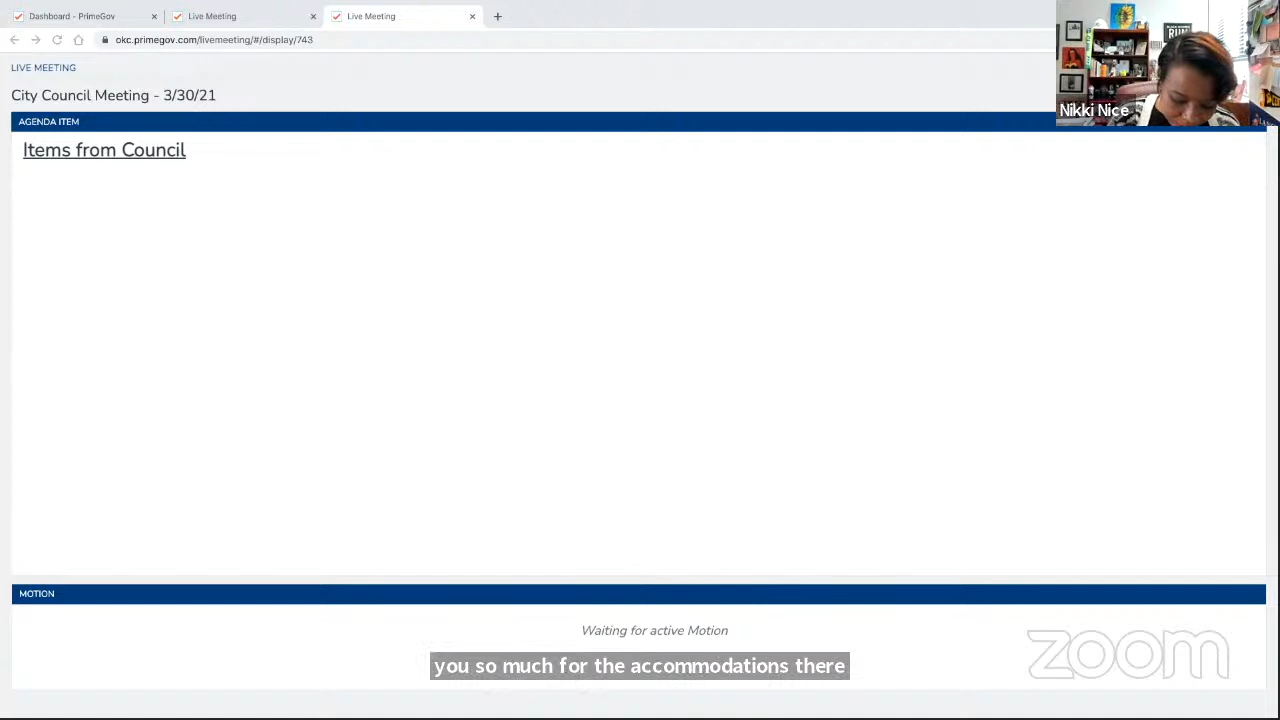 Dashboard - PrimeGov
Live Meeting
Live Meeting
okc.primegov.com/livemeeting/#/display/743
LIVE MEETING
City Council Meeting - 3/30/21
AGENDA ITEM
Items from Council
RUN
Nikki Nice
MOTION
Waiting for active Motion
you so much for the accommodations there
zoom